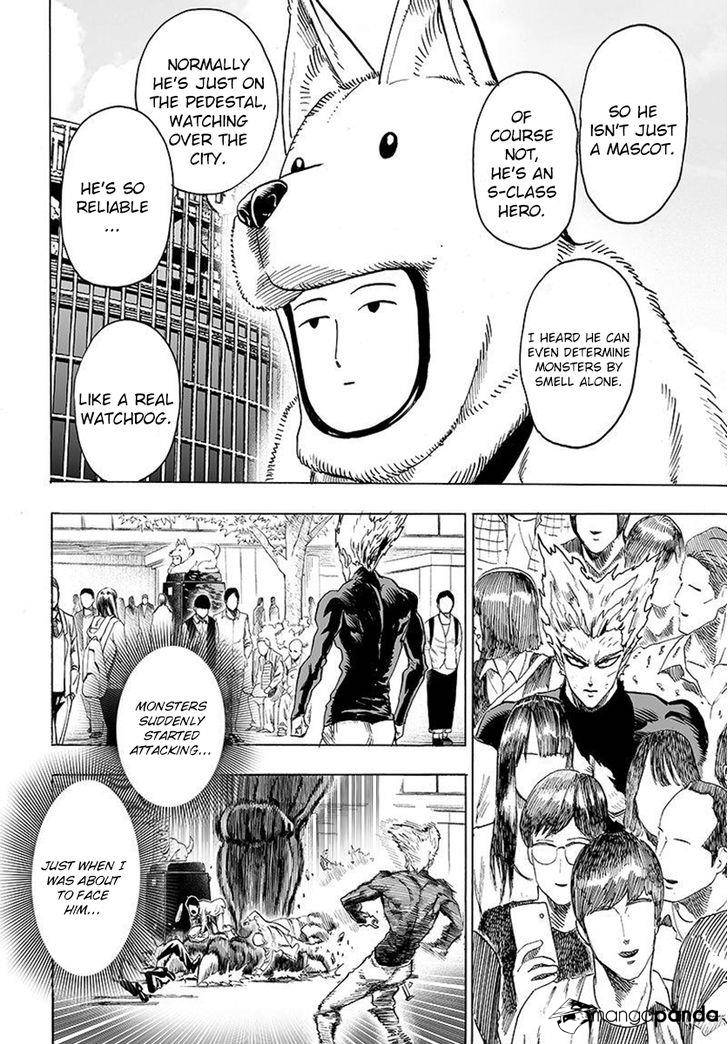 SO HE
ISN'T JUST
A MASCOT.
OF
COURSE
NOT,
HE'S AN
S-CLASS
HERO.
I HEARD HE CAN
EVEN DETERMINE
MONSTERS BY
SMELL ALONE.
NORMALLY
HE'S JUST ON
THE PEDESTAL,
WATCHING
OVER THE
CITY.
HE'S SO
RELIABLE
...
LIKE A REAL
WATCHDOG.
MONSTERS
SUDDENLY
STARTED
ATTACKING...
JUST WHEN I
WAS ABOUT
TO FACE
HIM...
mangapanda